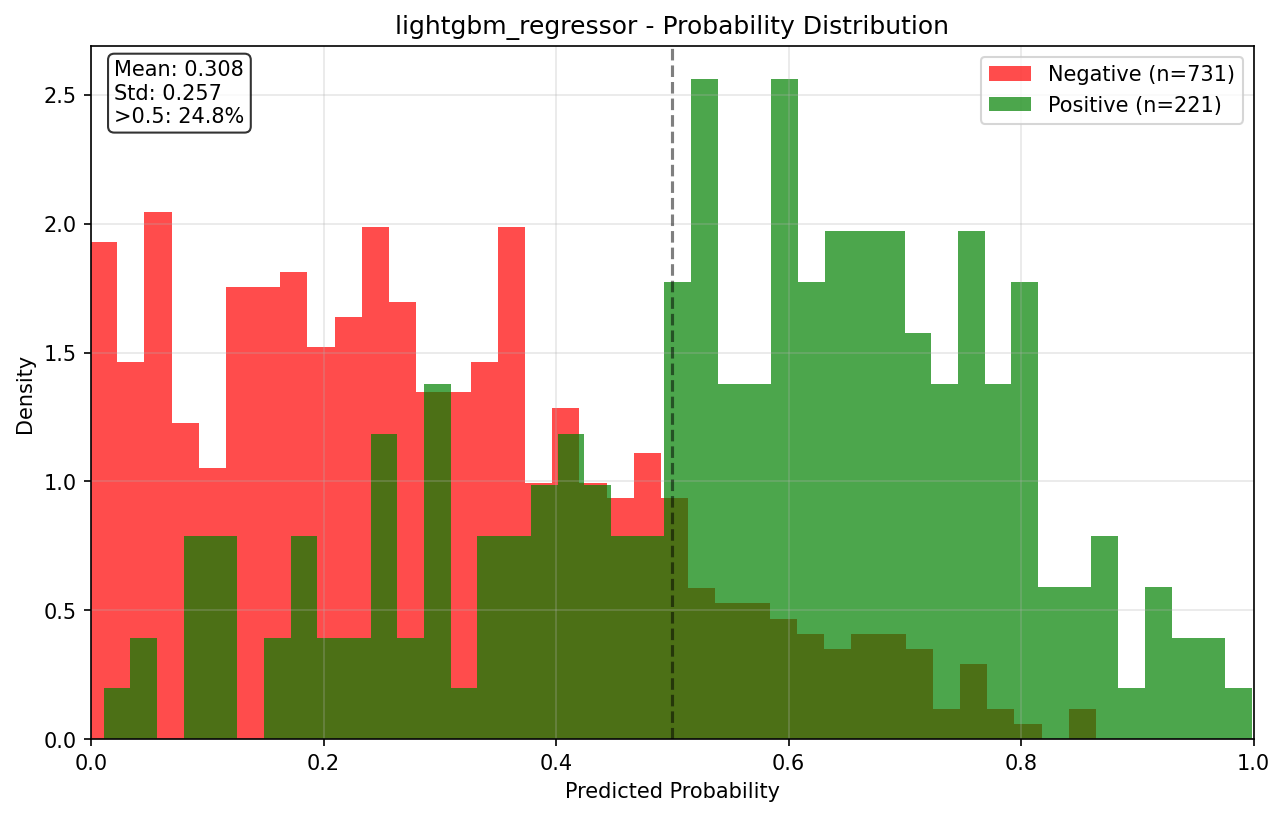 lightgbm_regressor - Probability Distribution
Mean: 0.308
Std: 0.257
>0.5: 24.8%
Negative (n=731)
Positive (n=221)
Density
2.5
2.0
1.5
1.0
0.5
0.0
0.0 0.2 0.4 0.6 0.8 1.0
Predicted Probability